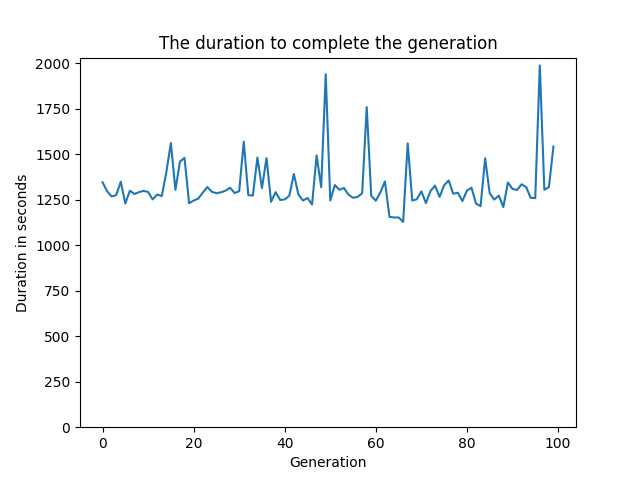 The duration to complete the generation
Duration in seconds
2000
1750
1500
1250
1000
750
500
250
0
0 20 40 60 80 100
Generation